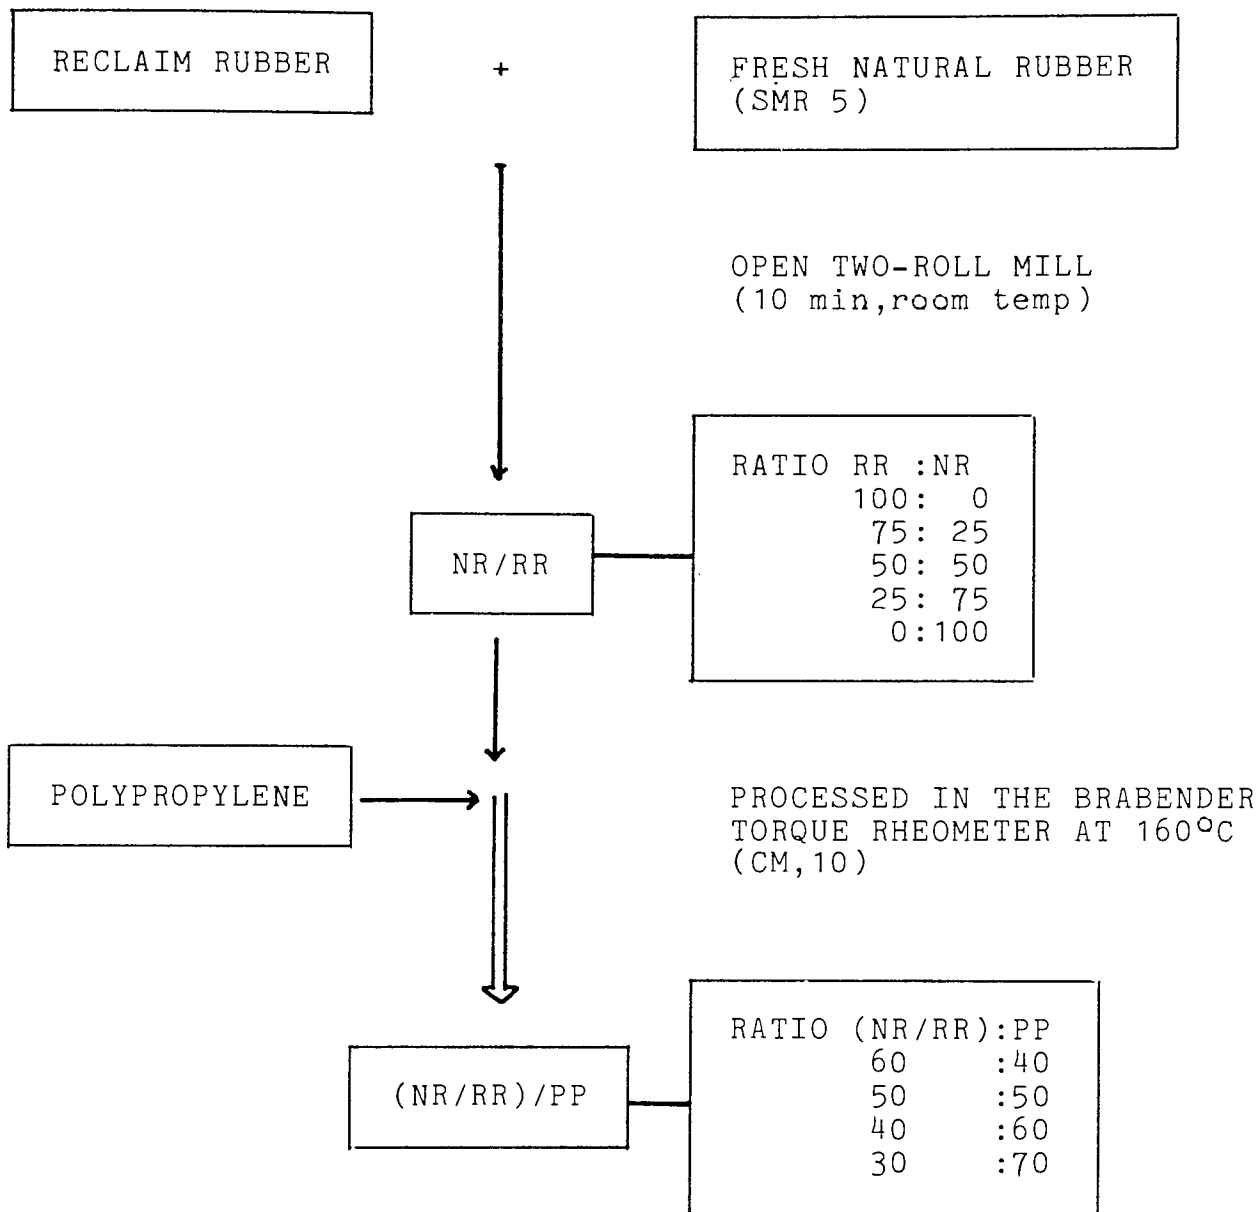 RECLAIM RUBBER
+
FRESH NATURAL RUBBER
(SMR 5)
OPEN TWO-ROLL MILL
(10 min,room temp)
NR/RR
RATIO RR :NR
100: 0
75: 25
50: 50
25: 75
0:100
POLYPROPYLENE
PROCESSED IN THE BRABENDER
TORQUE RHEOMETER AT 160°C
(CM,10)
(NR/RR)/PP
RATIO (NR/RR):PP
60 :40
50 :50
40 :60
30 :70